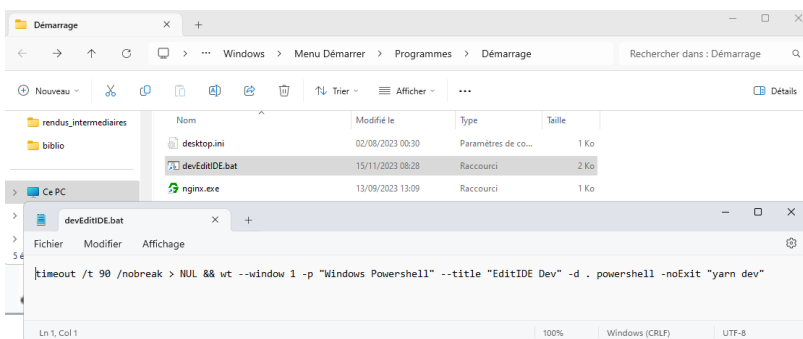 Démarrage
Windows > Menu Démarrer > Programmes > Démarrage
Rechercher dans : Démarrage
Nouveau
Trier
Afficher
Détails
Nom Modifié le Type Taille
rendus_intermediaires
biblio
Ce PC
desktop.ini 02/08/2023 00:30 Paramètres de co... 1 Ko
devEditIDE.bat 15/11/2023 08:28 Raccourci 2 Ko
nginx.exe 13/09/2023 13:09 Raccourci 1 Ko
5 é
devEditIDE.bat
Fichier Modifier Affichage
timeout /t 90 /nobreak > NUL && wt --window 1 -p "Windows Powershell" --title "EditIDE Dev" -d . powershell -noExit "yarn dev"
Ln 1, Col 1 100% Windows (CRLF) UTF-8